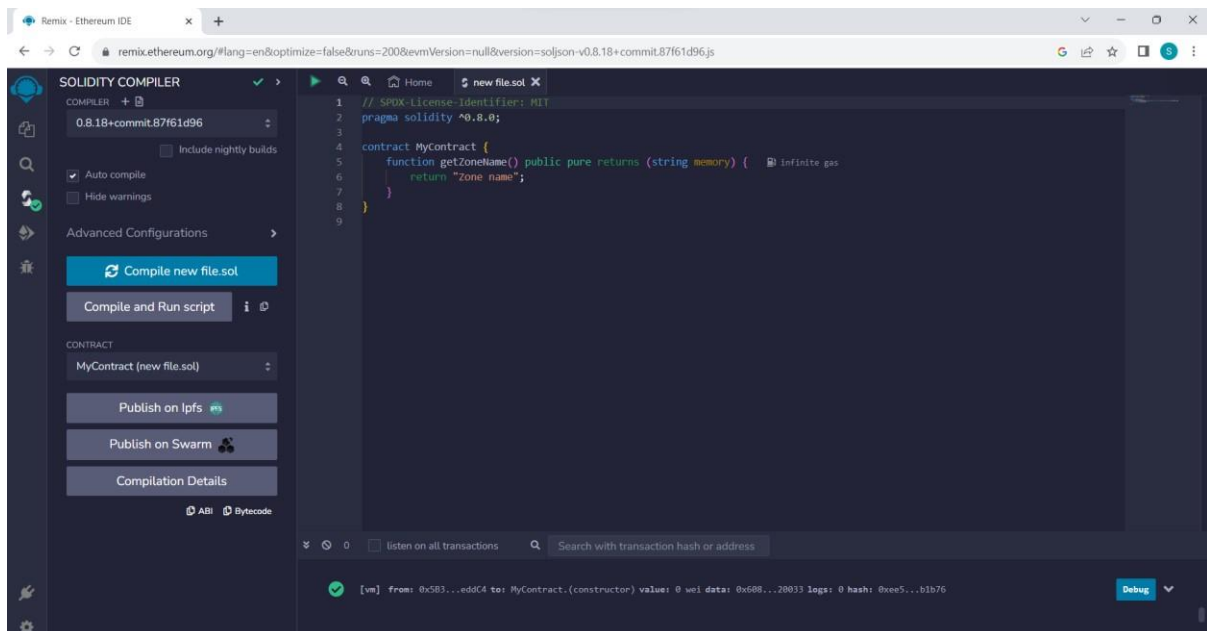 Remix - Ethereum IDE
remix.ethereum.org/#lang=en&optimize=false&runs=200&evmVersion=null&version=soljson-v0.8.18+commit.87f61d96.js
G
S
SOLIDITY COMPILER
COMPILER
0.8.18+commit.87f61d96
Include nightly builds
Auto compile
Hide warnings
Advanced Configurations
Compile new file.sol
Compile and Run script
i
CONTRACT
MyContract (new file.sol)
Publish on Ipfs
Publish on Swarm
Compilation Details
ABI Bytecode
Home new file.sol
1 // SPDX-License-Identifier: MIT
2 pragma solidity ^0.8.0;
3
4 contract MyContract {
5 function getZoneName() public pure returns (string memory) { infinite gas
6 return "Zone name";
7 }
8 }
9
0 listen on all transactions Search with transaction hash or address
[vm] from: 0x5B3...eddC4 to: MyContract.(constructor) value: 0 wei data: 0x608...20033 logs: 0 hash: 0xee5...b1b76
Debug